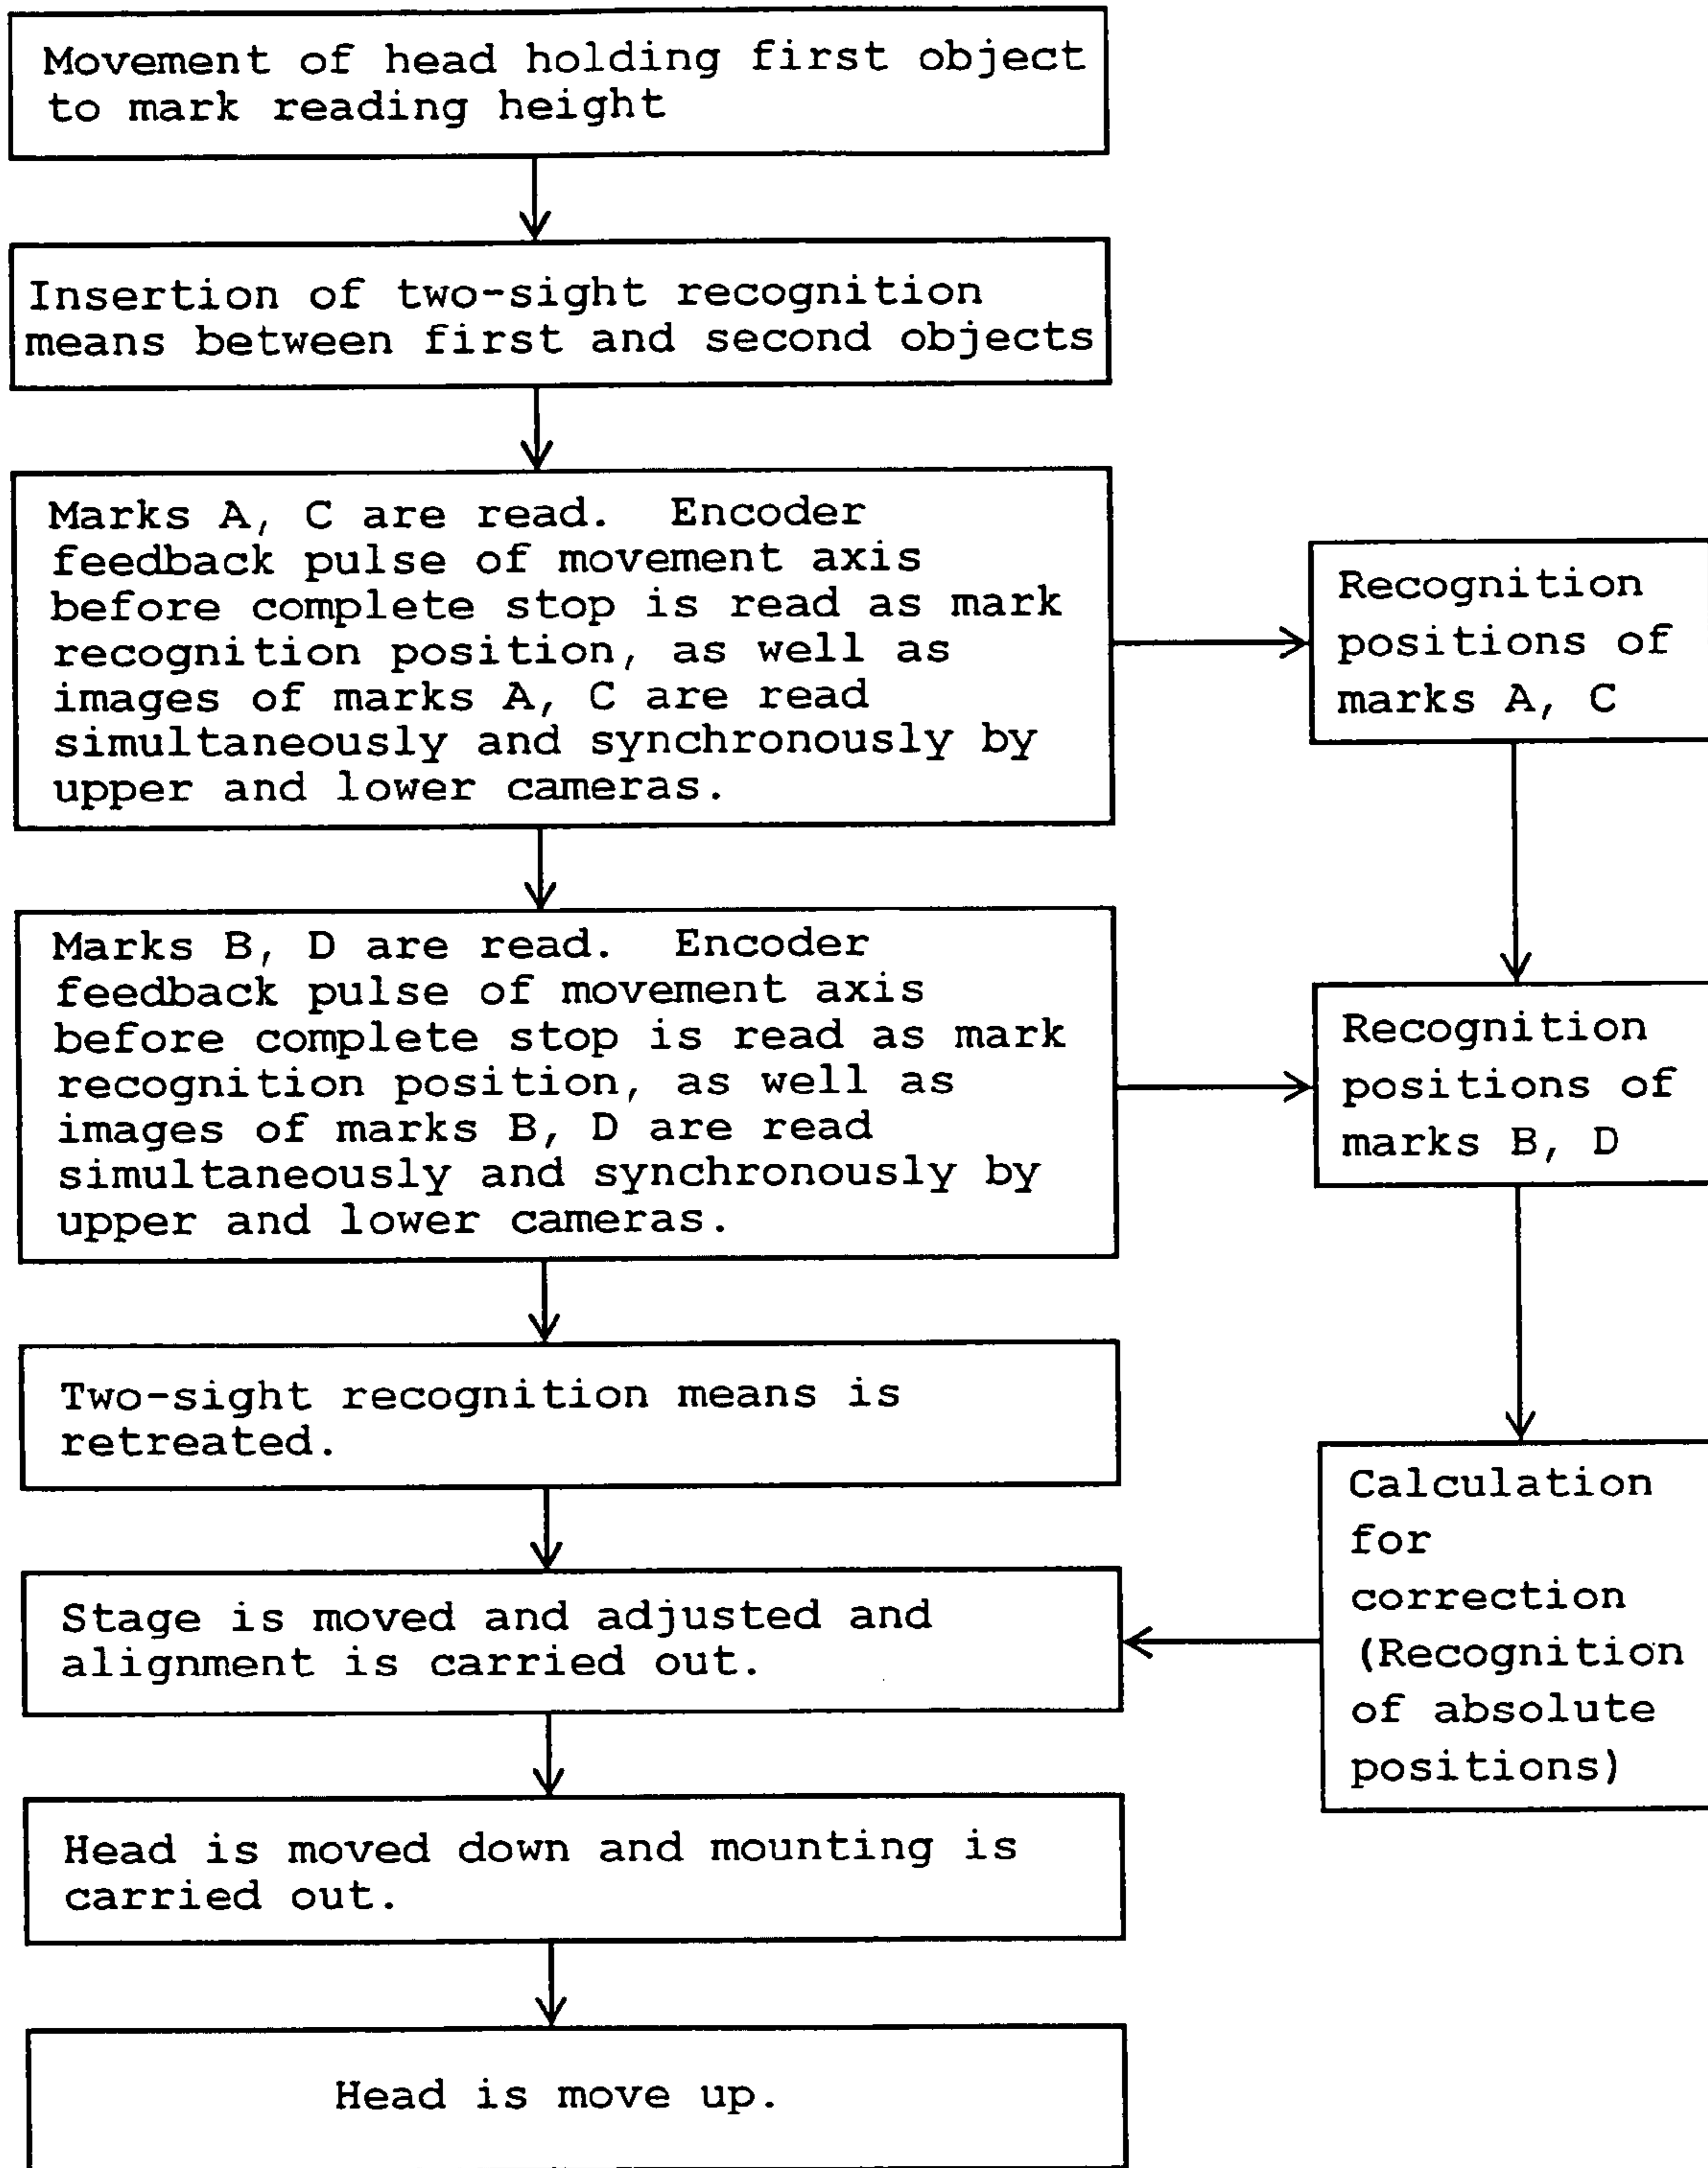 Movement of head holding first object
to mark reading height
Insertion of two-sight recognition
means between first and second objects
Marks A, C are read. Encoder
feedback pulse of movement axis
before complete stop is read as mark
recognition position, as well as
images of marks A, C are read
simultaneously and synchronously by
upper and lower cameras.
Recognition
positions of
marks A, C
Marks B, D are read. Encoder
feedback pulse of movement axis
before complete stop is read as mark
recognition position, as well as
images of marks B, D are read
simultaneously and synchronously by
upper and lower cameras.
Recognition
positions of
marks B, D
Two-sight recognition means is
retreated.
Calculation
for
correction
(Recognition
of absolute
positions)
Stage is moved and adjusted and
alignment is carried out.
Head is moved down and mounting is
carried out.
Head is move up.